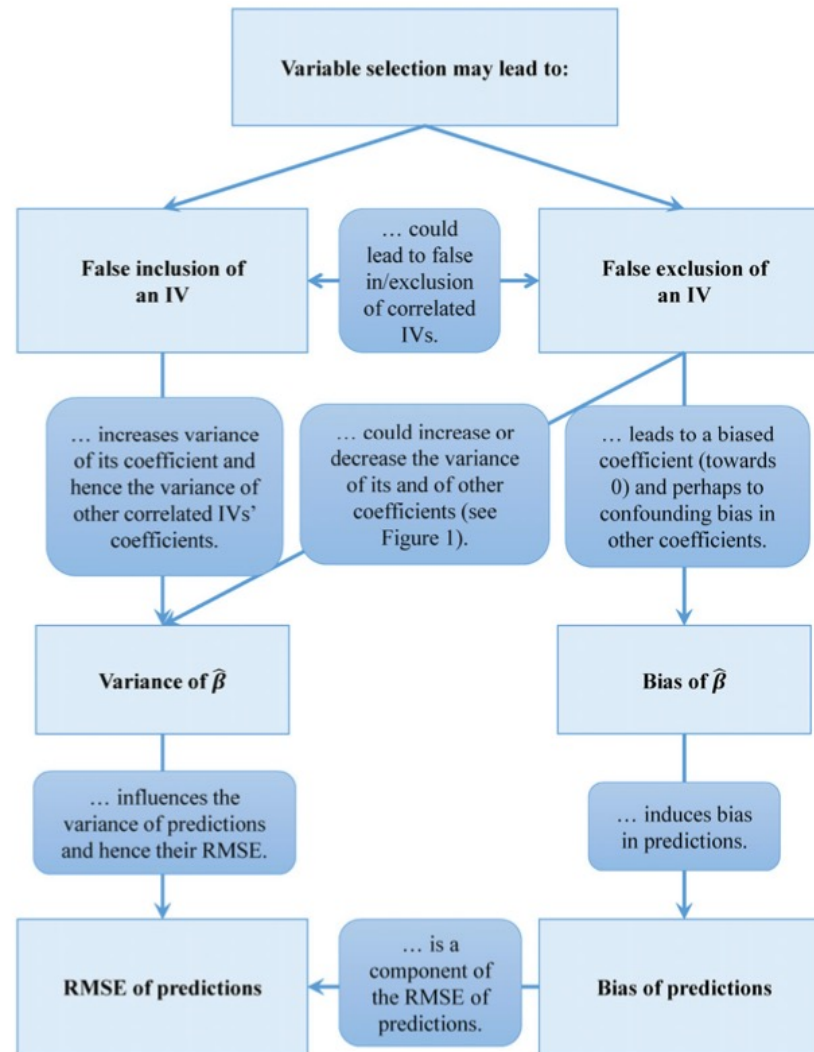 Variable selection may lead to:
False inclusion of
an IV
… could
lead to false
in/exclusion
of correlated
IVs.
False exclusion of
an IV
… increases variance
of its coefficient and
hence the variance of
other correlated IVs’
coefficients.
… could increase or
decrease the variance
of its and of other
coefficients (see
Figure 1).
… leads to a biased
coefficient (towards
0) and perhaps to
confounding bias in
other coefficients.
Variance of β̂
Bias of β̂
… influences the
variance of predictions
and hence their RMSE.
… induces bias
in predictions.
RMSE of predictions
… is a
component of
the RMSE of
predictions.
Bias of predictions